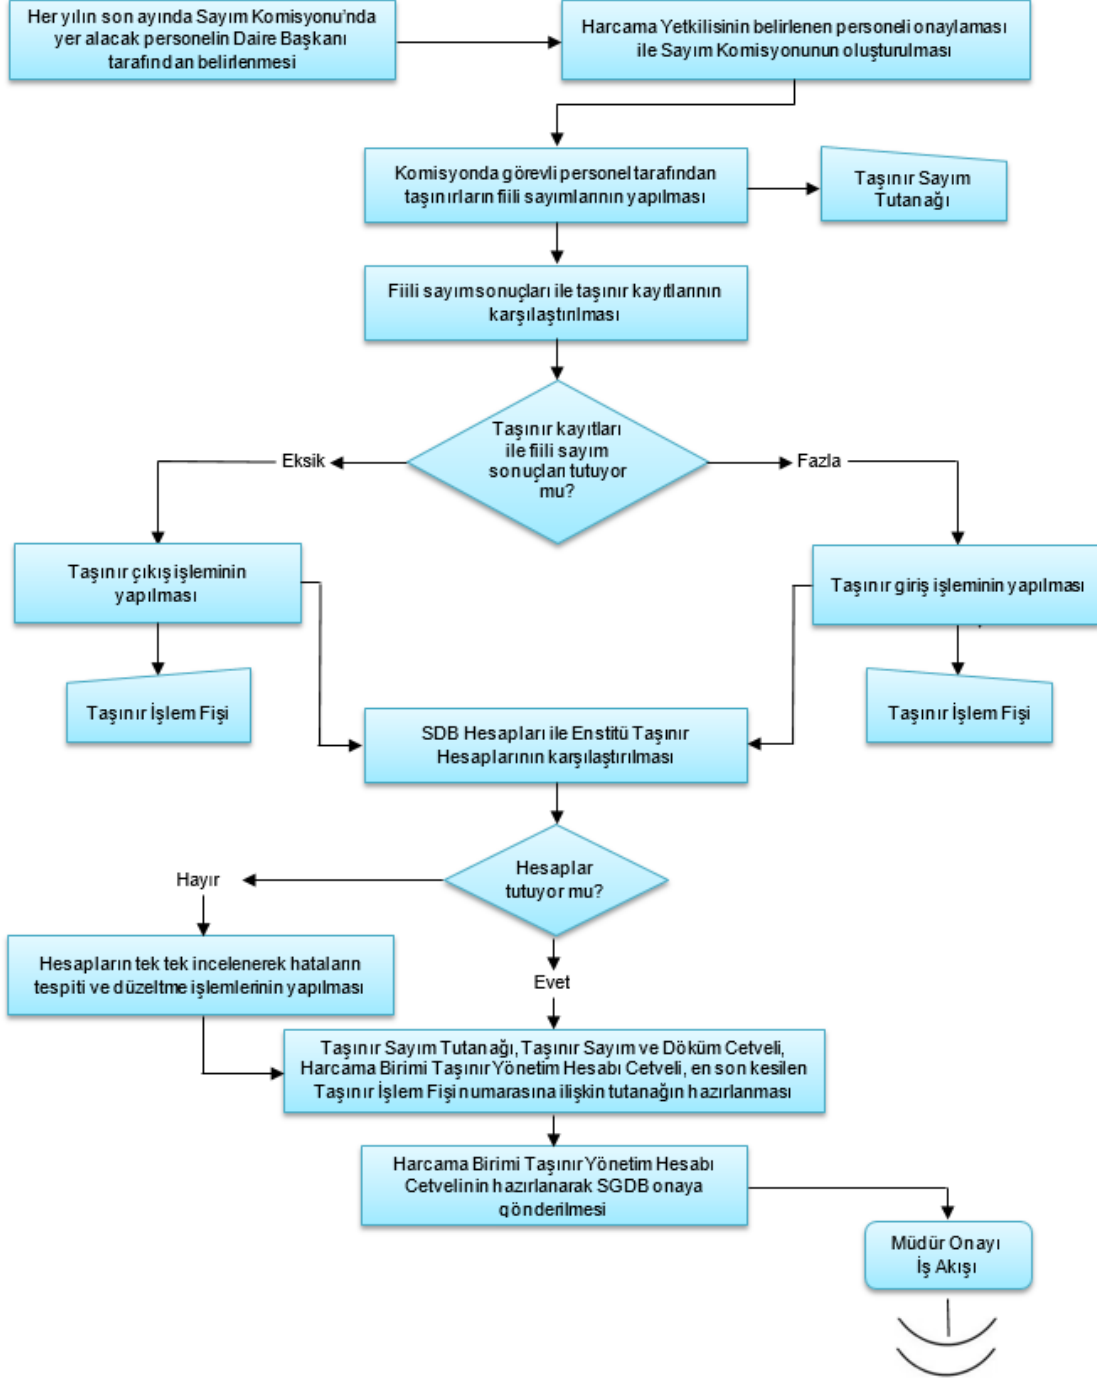 Her yılın son ayında Sayım Komisyonu'nda
yer alacak personelin Daire Başkanı
tarafından belirlenmesi
Harcama Yetkilisinin belirlenen personeli onaylaması
ile Sayım Komisyonunun oluşturulması
Komisyonda görevli personel tarafından
taşınırların fiili sayımlarının yapılması
Taşınır Sayım
Tutanağı
Fiili sayım sonuçları ile taşınır kayıtlarının
karşılaştırılması
Taşınır kayıtları
ile fiili sayım
sonuçları tutuyor
mu?
Eksik
Fazla
Taşınır çıkış işleminin
yapılması
Taşınır giriş işleminin yapılması
Taşınır İşlem Fişi
Taşınır İşlem Fişi
SDB Hesapları ile Enstitü Taşınır
Hesaplarının karşılaştırılması
Hesaplar
tutuyor mu?
Hayır
Evet
Hesapların tek tek incelenerek hataların
tespiti ve düzeltme işlemlerinin yapılması
Taşınır Sayım Tutanağı, Taşınır Sayım ve Döküm Cetveli,
Harcama Birimi Taşınır Yönetim Hesabı Cetveli, en son kesilen
Taşınır İşlem Fişi numarasına ilişkin tutanağın hazırlanması
Harcama Birimi Taşınır Yönetim Hesabı
Cetvelinin hazırlanarak SGDB onaya
gönderilmesi
Müdür Onayı
İş Akışı